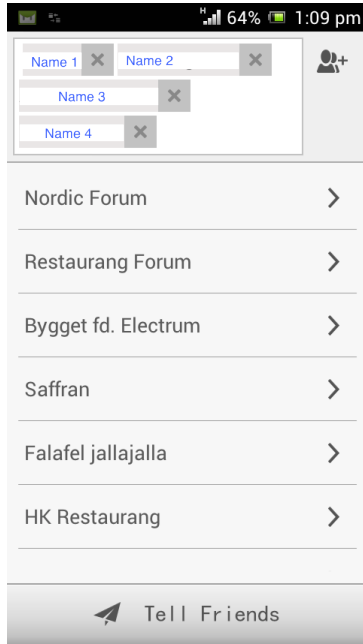 H 64% 1:09 pm
Name 1 Name 2
Name 3
Name 4
Nordic Forum
Restaurang Forum
Bygget fd. Electrum
Saffran
Falafel jallajalla
HK Restaurang
Tell Friends